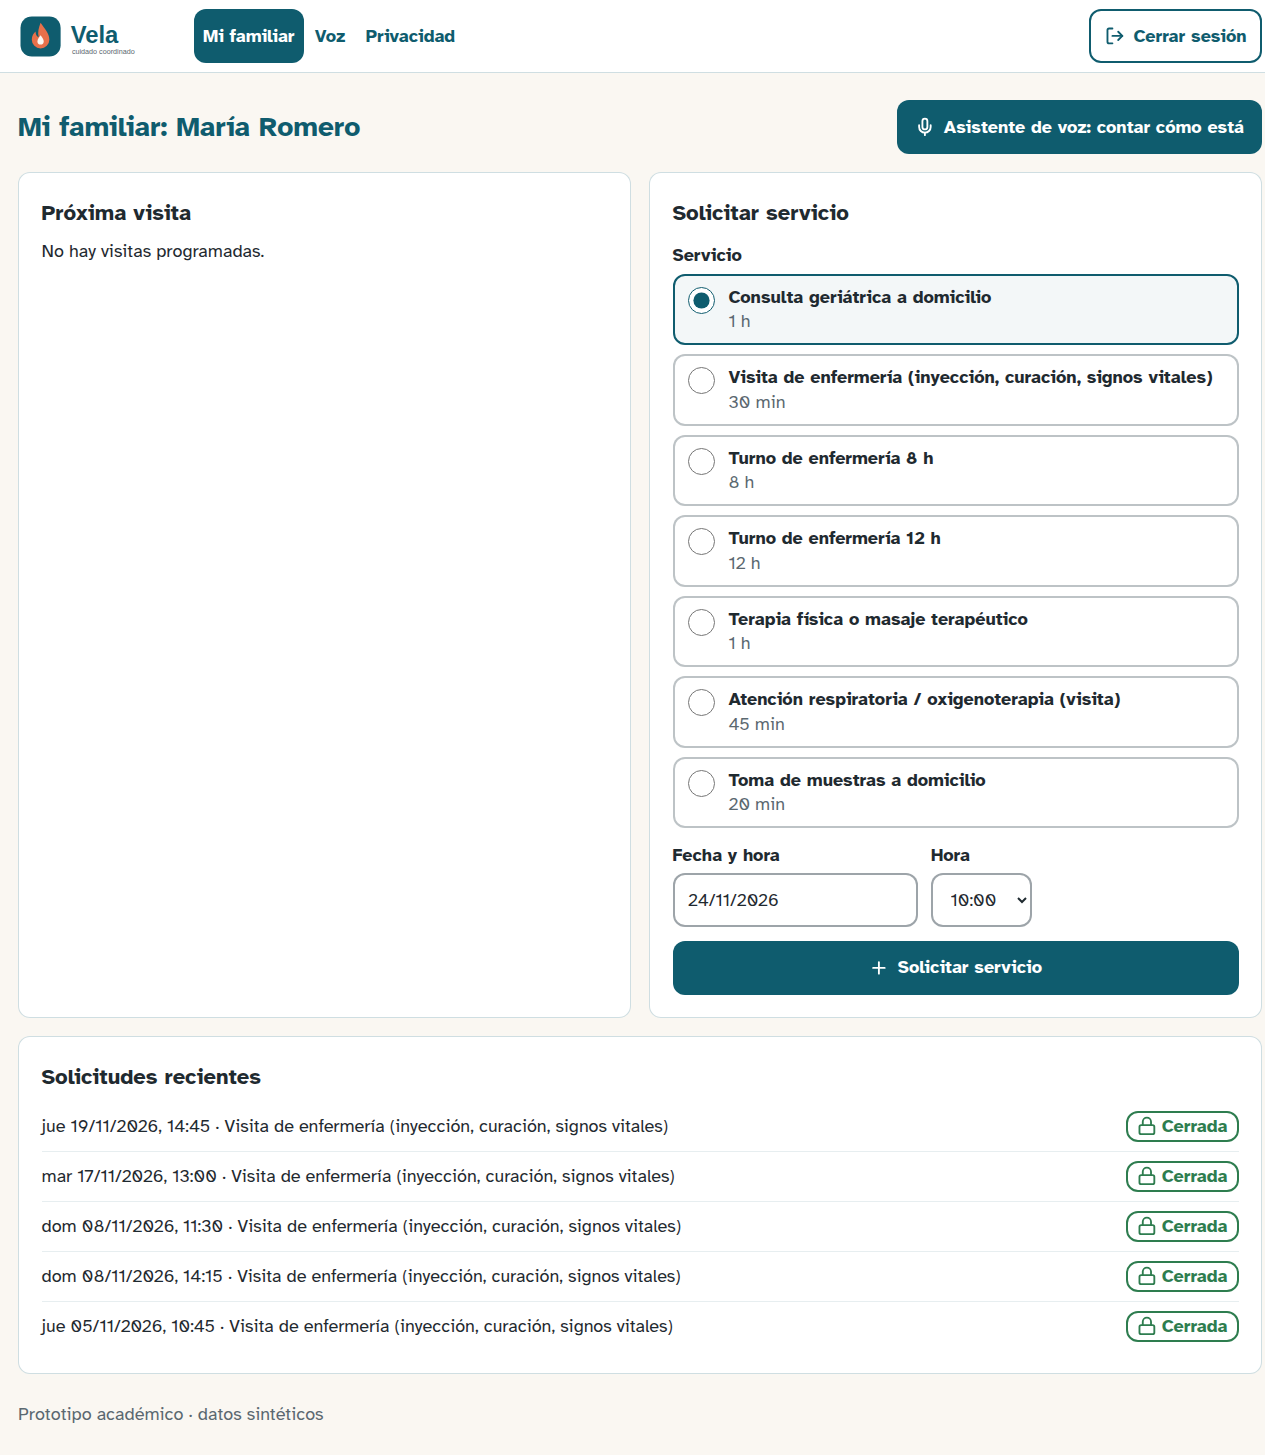 Vela
cuidado coordinado
Mi familiar
Voz
Privacidad
Cerrar sesión
Mi familiar: María Romero
Asistente de voz: contar cómo está
Próxima visita
No hay visitas programadas.
Solicitar servicio
Servicio
Consulta geriátrica a domicilio
1 h
Visita de enfermería (inyección, curación, signos vitales)
30 min
Turno de enfermería 8 h
8 h
Turno de enfermería 12 h
12 h
Terapia física o masaje terapéutico
1 h
Atención respiratoria / oxigenoterapia (visita)
45 min
Toma de muestras a domicilio
20 min
Fecha y hora
Hora
24/11/2026
10:00
Solicitar servicio
Solicitudes recientes
jue 19/11/2026, 14:45 · Visita de enfermería (inyección, curación, signos vitales) Cerrada
mar 17/11/2026, 13:00 · Visita de enfermería (inyección, curación, signos vitales) Cerrada
dom 08/11/2026, 11:30 · Visita de enfermería (inyección, curación, signos vitales) Cerrada
dom 08/11/2026, 14:15 · Visita de enfermería (inyección, curación, signos vitales) Cerrada
jue 05/11/2026, 10:45 · Visita de enfermería (inyección, curación, signos vitales) Cerrada
Prototipo académico · datos sintéticos